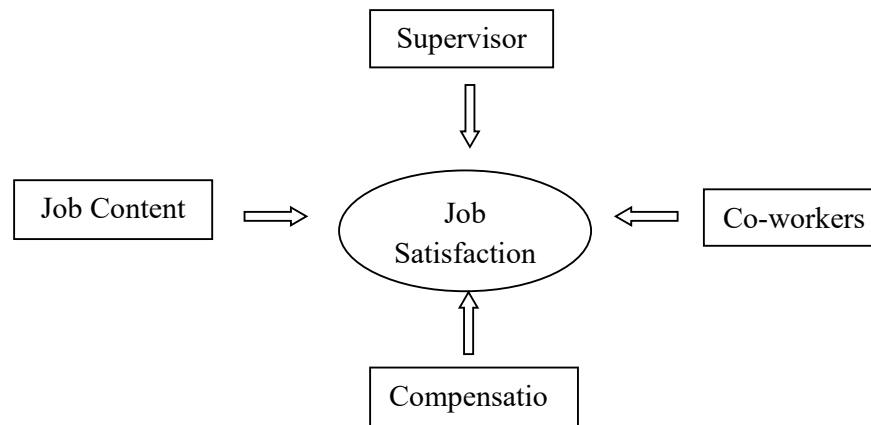 Supervisor
Job Content
Job
Satisfaction
Co-workers
Compensatio